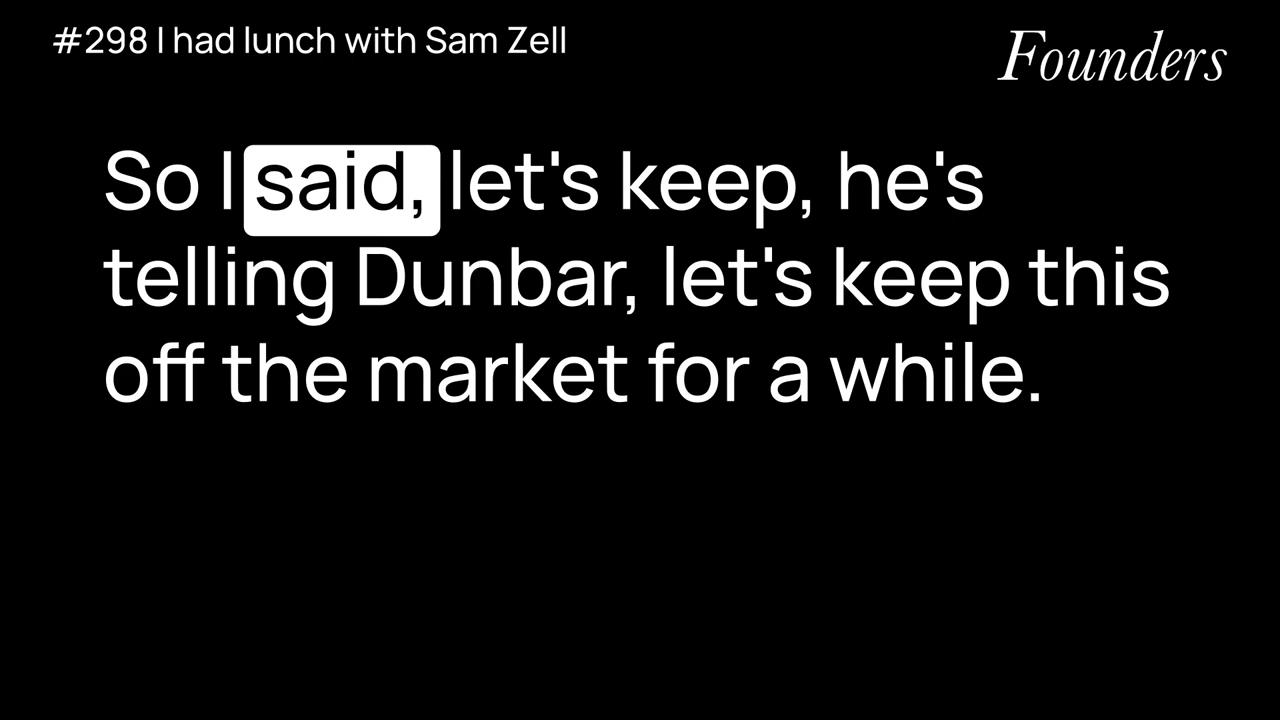 #298 I had lunch with Sam Zell
Founders
So I said, let's keep, he's
telling Dunbar, let's keep this
off the market for a while.